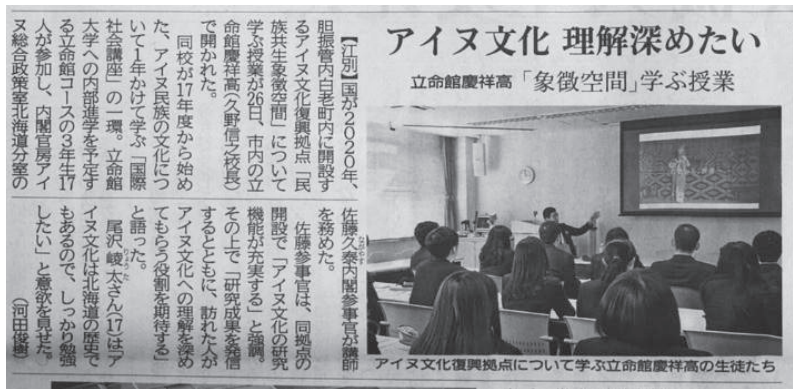 アイヌ文化 理解深めたい
立命館慶祥高 「象徴空間」学ぶ授業
【江別】国が2020年、
胆振管内白老町内に開設す
るアイヌ文化復興拠点「民
族共生象徴空間」について
学ぶ授業が26日、市内の立
命館慶祥高(久野信之校長)
で開かれた。
同校が17年度から始め
た、アイヌ民族の文化につ
いて1年かけて学ぶ「国際
社会講座」の一環。立命館
大学への内部進学を予定す
る立命館コースの3年生17
人が参加し、内閣官房アイ
ヌ総合政策室北海道分室の
佐藤久泰内閣参事官が講師
を務めた。
佐藤参事官は、同拠点の
開設で「アイヌ文化の研究
機能が充実する」と強調。
その上で「研究成果を発信
するとともに、訪れた人が
アイヌ文化への理解を深め
てもらう役割を期待する」
と語った。
尾沢崚太さん(17)は「ア
イヌ文化は北海道の歴史で
もあるので、しっかり勉強
したい」と意欲を見せた。
(河田俊樹)
アイヌ文化復興拠点について学ぶ立命館慶祥高の生徒たち